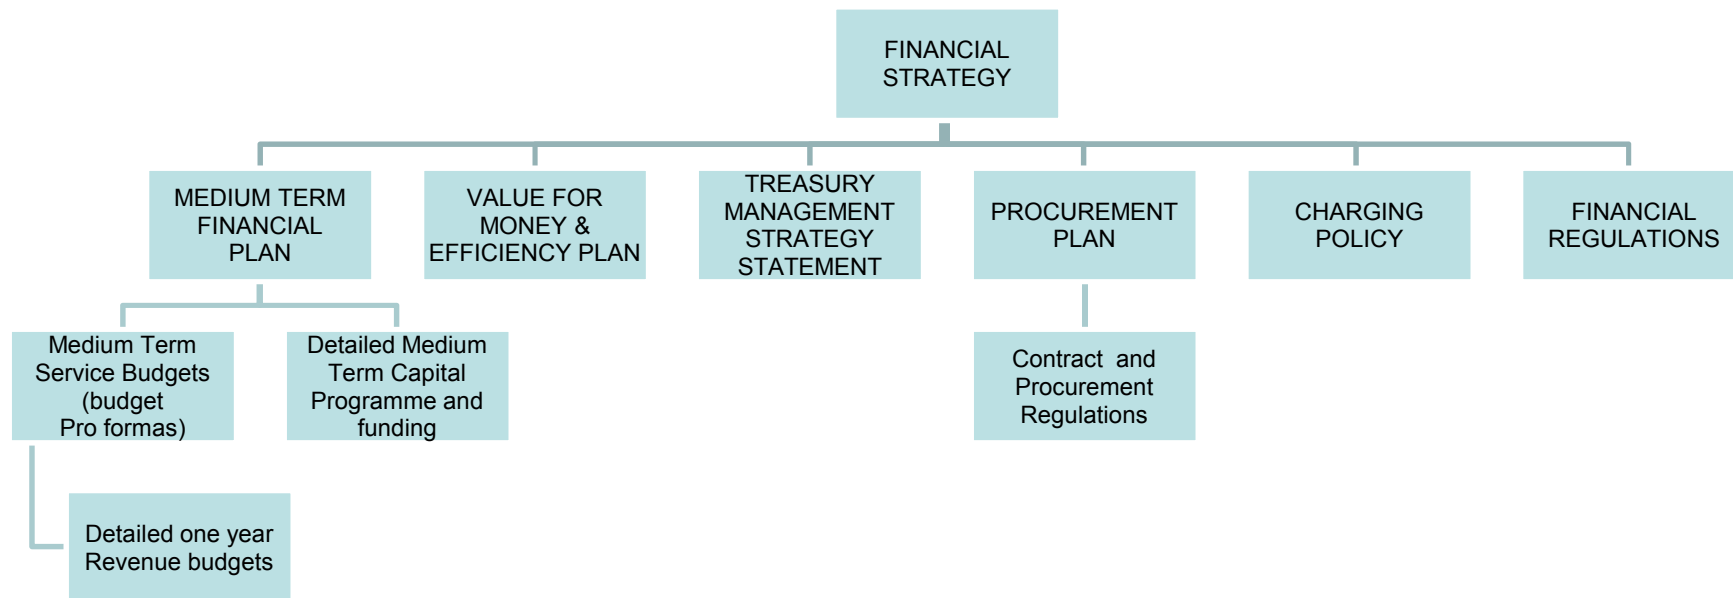 FINANCIAL
STRATEGY
MEDIUM TERM
FINANCIAL
PLAN
VALUE FOR
MONEY &
EFFICIENCY PLAN
TREASURY
MANAGEMENT
STRATEGY
STATEMENT
PROCUREMENT
PLAN
CHARGING
POLICY
FINANCIAL
REGULATIONS
Medium Term
Service Budgets
(budget
Pro formas)
Detailed Medium
Term Capital
Programme and
funding
Contract and
Procurement
Regulations
Detailed one year
Revenue budgets